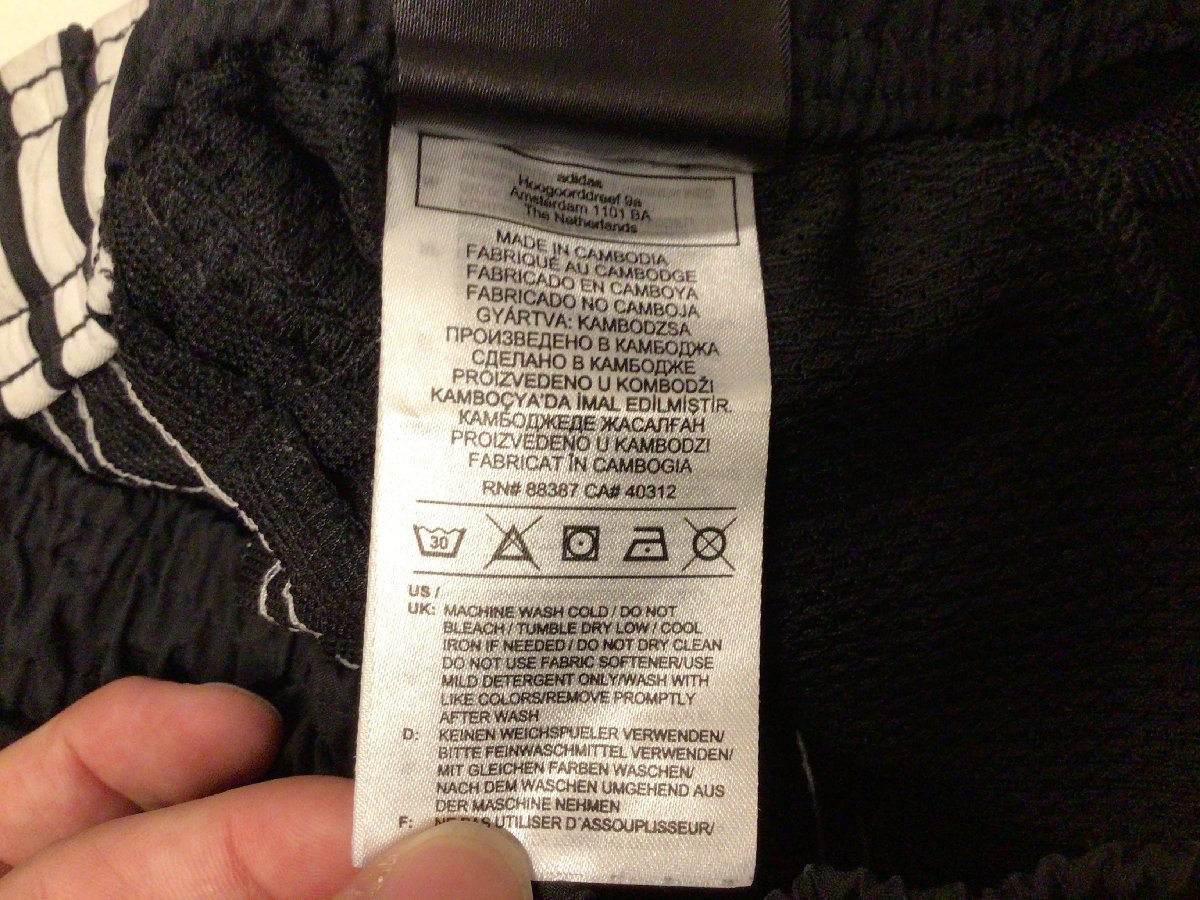 adidas
Hoogoorddreef 9a
Amsterdam 1101 BA
The Netherlands
MADE IN CAMBODIA
FABRIQUÉ AU CAMBODGE
FABRICADO EN CAMBOYA
FABRICADO NO CAMBOJA
GYÁRTVA: KAMBODZSA
ПРОИЗВЕДЕНО В КАМБОДЖА
СДЕЛАНО В КАМБОДЖЕ
PROIZVEDENO U KOMBODŽI
KAMBOÇYA'DA İMAL EDİLMİŞTİR.
КАМБОДЖЕДЕ ЖАСАЛҒАН
PROIZVEDENO U KAMBODZI
FABRICAT ÎN CAMBOGIA
RN# 88387 CA# 40312
30
US /
UK: MACHINE WASH COLD / DO NOT
BLEACH / TUMBLE DRY LOW / COOL
IRON IF NEEDED / DO NOT DRY CLEAN
DO NOT USE FABRIC SOFTENER/USE
MILD DETERGENT ONLY/WASH WITH
LIKE COLORS/REMOVE PROMPTLY
AFTER WASH
D: KEINEN WEICHSPUELER VERWENDEN/
BITTE FEINWASCHMITTEL VERWENDEN/
MIT GLEICHEN FARBEN WASCHEN/
NACH DEM WASCHEN UMGEHEND AUS
DER MASCHINE NEHMEN
F: NE PAS UTILISER D´ASSOUPLISSEUR/